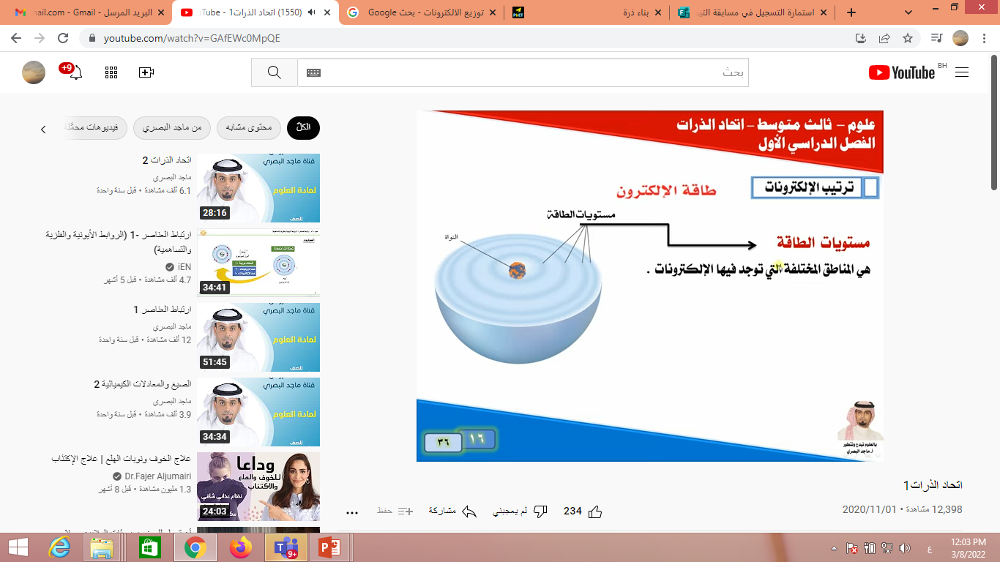 البريد المرسل - nail.com - Gmail
(1550) اتحاد الذرات1 - Tube
توزيع الالكترونات - بحث Google
PhET
بناء ذرة
استمارة التسجيل في مسابقة
youtube.com/watch?v=GAfEWc0MpQE
+9
بحث
YouTube BH
الكلّ
محتوى مشابه
من ماجد البصري
فيديوهات
اتحاد الذرات 2
ماجد البصري
6.1 ألف مشاهدة • قبل سنة واحدة
قناة ماجد البصري
لمادة العلوم
28:16
ارتباط العناصر -1 (الروابط الأيونية والفلزية
والتساهمية)
iEN
4.7 ألف مشاهدة • قبل 5 أشهر
34:41
ارتباط العناصر 1
ماجد البصري
12 ألف مشاهدة • قبل سنة واحدة
قناة ماجد البصري
لمادة العلوم
للصف
51:45
الصيغ والمعادلات الكيميائية 2
ماجد البصري
3.9 ألف مشاهدة • قبل سنة واحدة
قناة ماجد البصري
لمادة العلوم
للصف
34:34
علاج الخوف ونوبات الهلع | علاج الإكتئاب
Dr.Fajer Aljumairi
1.3 مليون مشاهدة • قبل 8 أشهر
وداعا
للخوف والملع
والاكتئاب
نظام غذائي شافي
24:03
علوم – ثالث متوسط – اتحاد الذرات
الفصل الدراسي الأول
ترتيب الإلكترونات
طاقة الإلكترون
مستويات الطاقة
النواة
مستويات الطاقة
هي المناطق المختلفة التي توجد فيها الإلكترونات .
١٦
٣٦
بالعلوم نبدع ونتطور
أ. ماجد البصري
اتحاد الذرات1
12,398 مشاهدة • 2020/11/01
234
لم يعجبني
مشاركة
حفظ
9+
ع
12:03 PM
3/8/2022